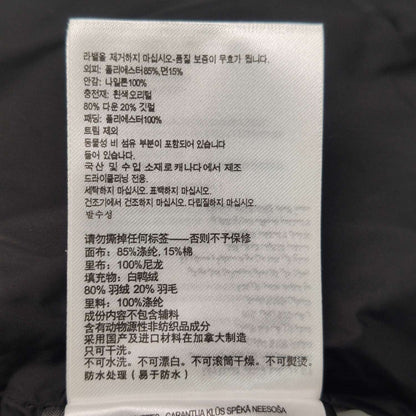 라벨을 제거하지 마십시오-품질 보증이 무효가 됩니다.
외피: 폴리에스터85%,면15%
안감: 나일론100%
충전재: 흰색오리털
80% 다운 20% 깃털
패딩: 폴리에스터100%
트림 제외
동물성 비 섬유 부분이 포함되어 있습니다
들어 있습니다.
국산 및 수입 소재로 캐나다에서 제조
드라이클리닝 전용.
세탁하지 마십시오. 표백하지 마십시오.
건조기에서 건조하지 마십시오. 다림질하지 마십시오.
발수성
请勿撕掉任何标签——否则不予保修
面布: 85%涤纶, 15%棉
里布: 100%尼龙
填充物: 白鸭绒
80% 羽绒 20% 羽毛
里料: 100%涤纶
成份内容不包含辅料
含有动物源性非纺织品成分
采用国产及进口材料在加拿大制造
只可干洗。
不可水洗。不可漂白。不可滚筒干燥。不可熨烫。
防水处理（易于防水）
GARANTIJA KĻŪS SPĒKĀ NEESOŠA